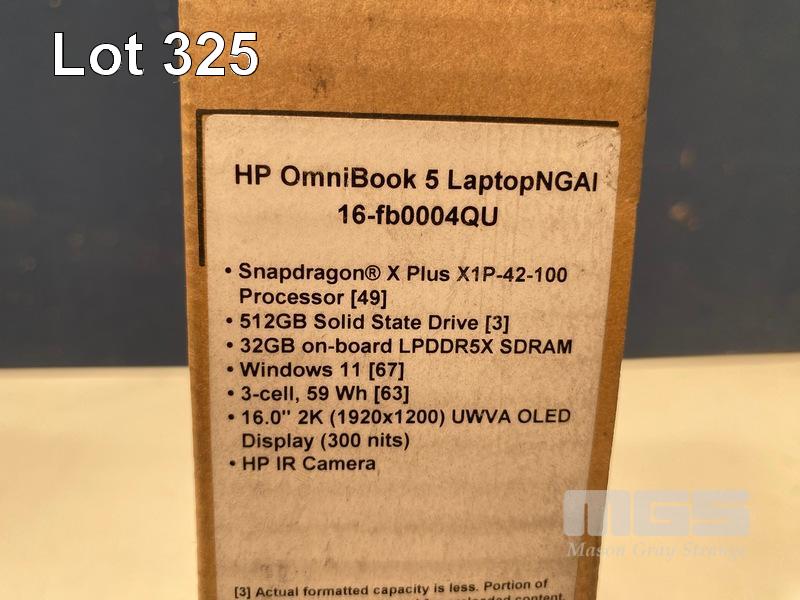 Lot 325
HP OmniBook 5 LaptopNGAI
16-fb0004QU
• Snapdragon® X Plus X1P-42-100
Processor [49]
• 512GB Solid State Drive [3]
• 32GB on-board LPDDR5X SDRAM
• Windows 11 [67]
• 3-cell, 59 Wh [63]
• 16.0" 2K (1920x1200) UWVA OLED
Display (300 nits)
• HP IR Camera
MGS
Mason Gray Strange
[3] Actual formatted capacity is less. Portion of